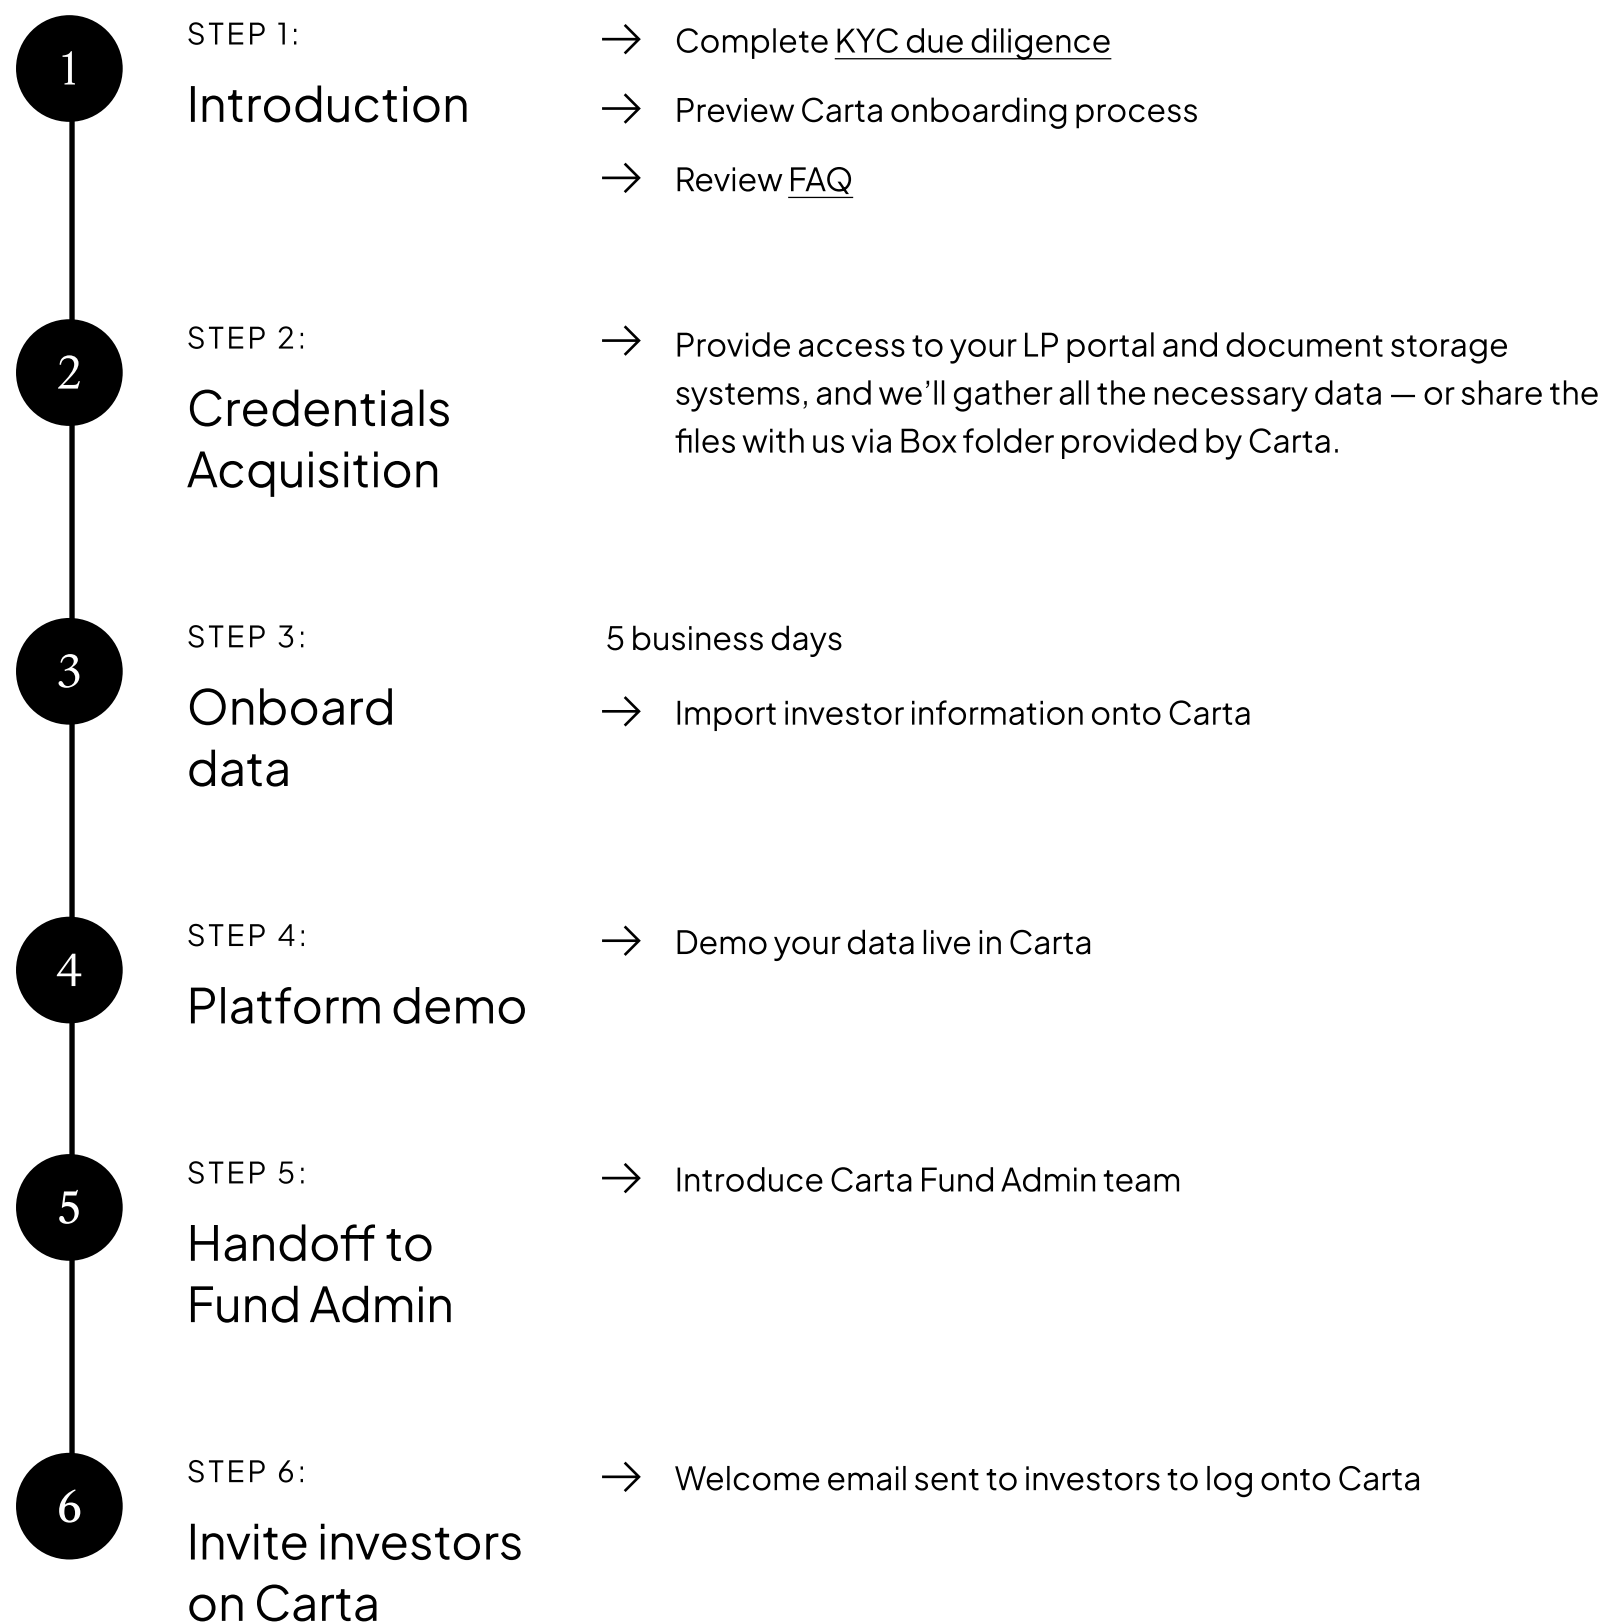 1
STEP 1:
Introduction
→ Complete KYC due diligence
→ Preview Carta onboarding process
→ Review FAQ
2
STEP 2:
Credentials
Acquisition
→ Provide access to your LP portal and document storage
systems, and we’ll gather all the necessary data — or share the
files with us via Box folder provided by Carta.
3
STEP 3:
Onboard
data
5 business days
→ Import investor information onto Carta
4
STEP 4:
Platform demo
→ Demo your data live in Carta
5
STEP 5:
Handoff to
Fund Admin
→ Introduce Carta Fund Admin team
6
STEP 6:
Invite investors
on Carta
→ Welcome email sent to investors to log onto Carta